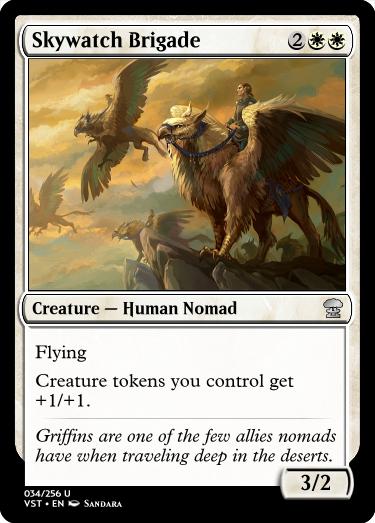 Skywatch Brigade 2
Creature — Human Nomad
Flying
Creature tokens you control get
+1/+1.
Griffins are one of the few allies nomads
have when traveling deep in the deserts.
3/2
034/256 U
VST • EN Sandara